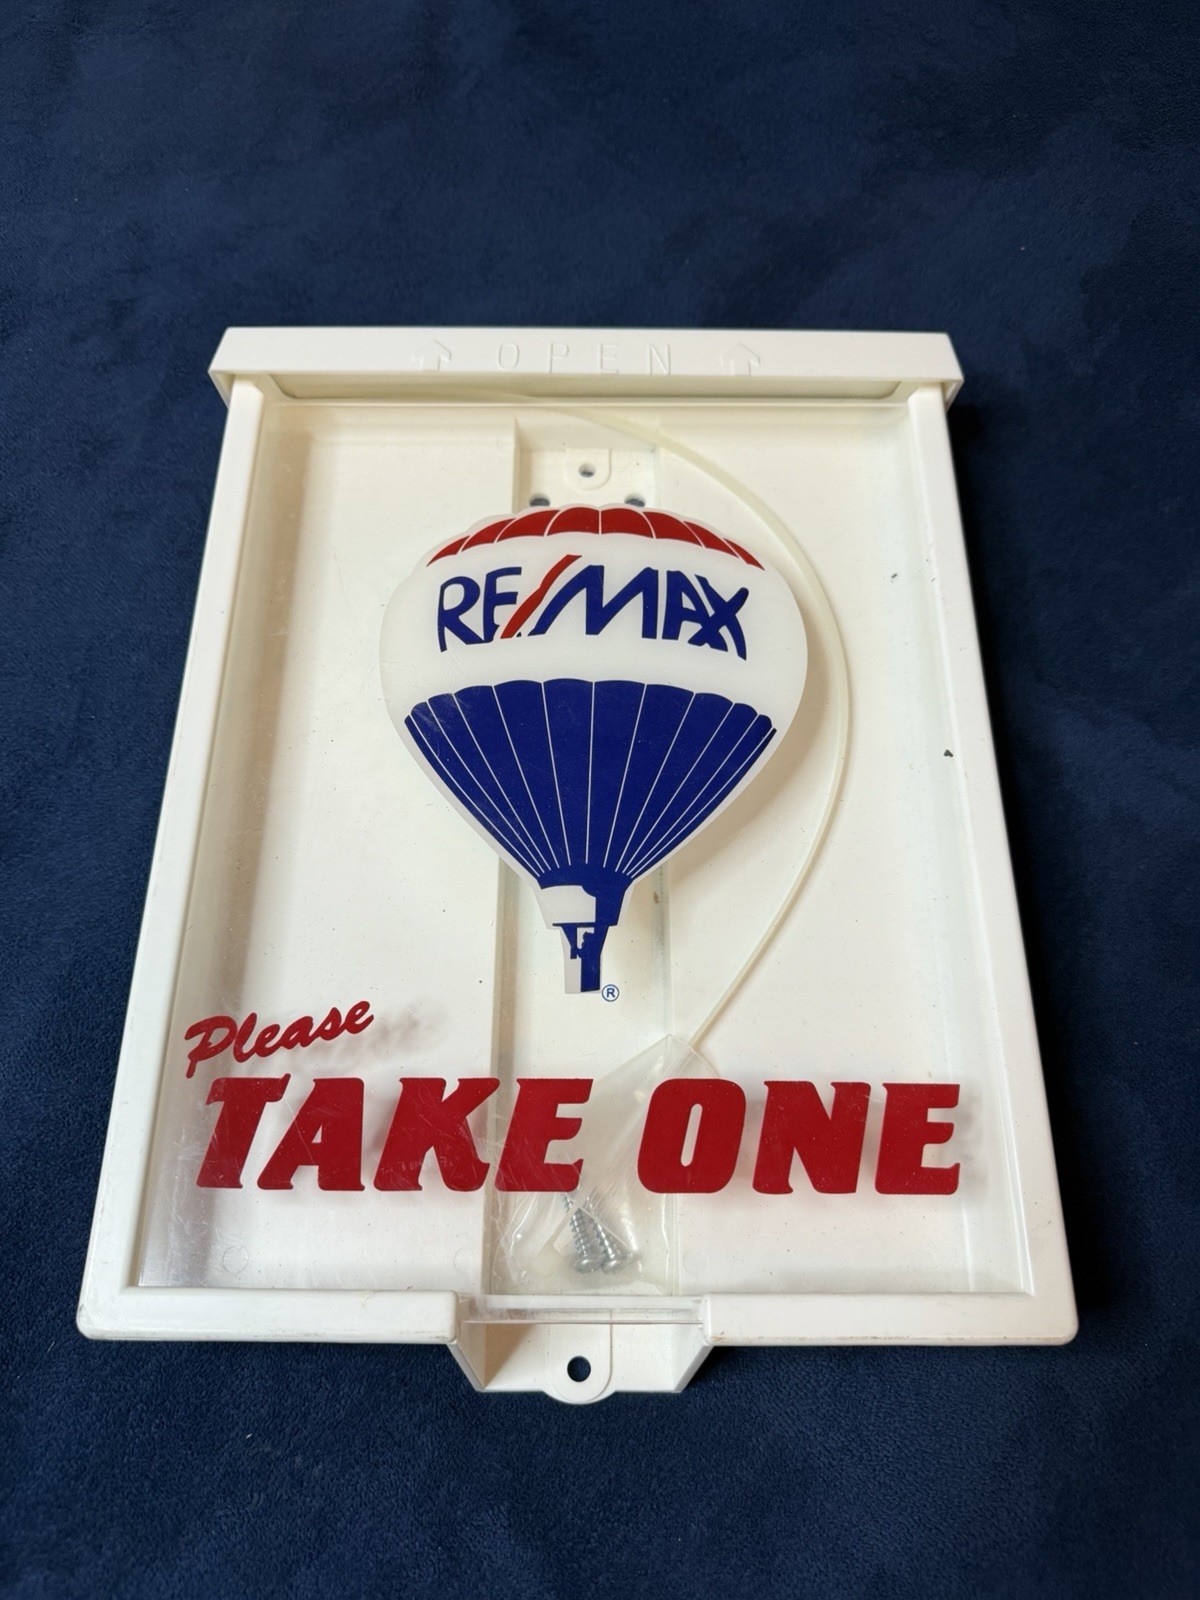 OPEN
RE/MAX
®
Please
TAKE ONE